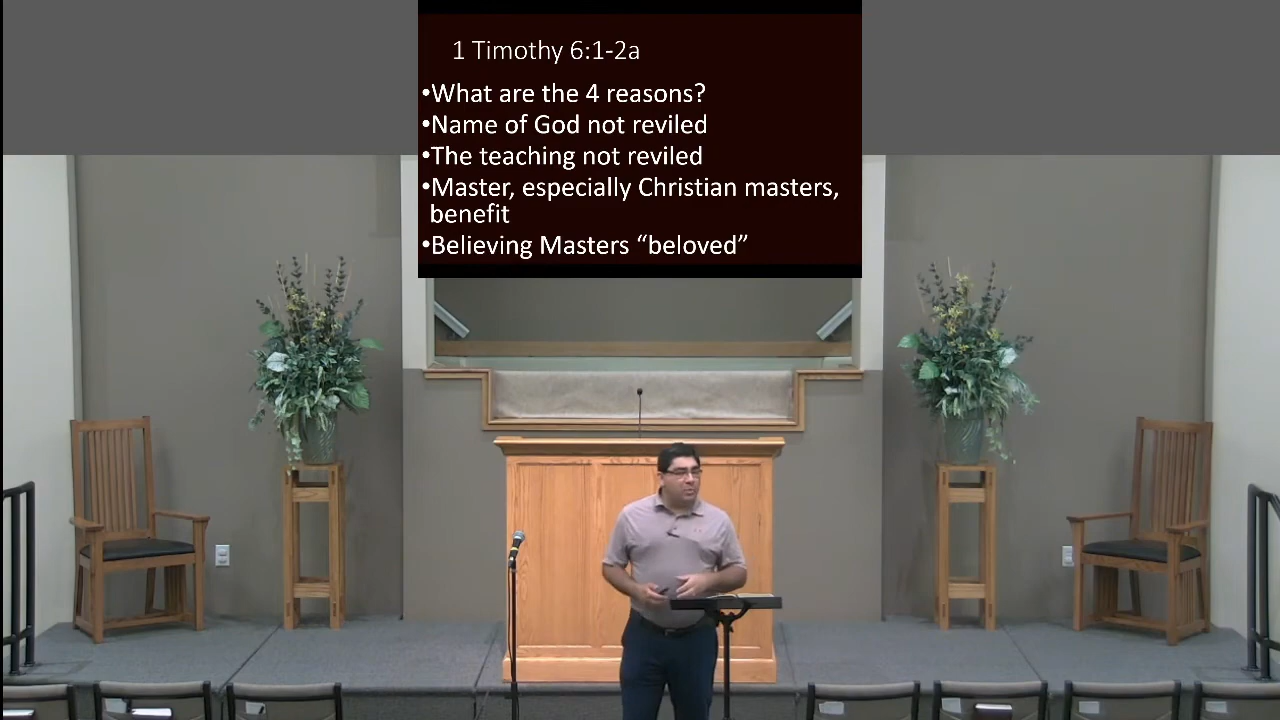 1 Timothy 6:1-2a
•What are the 4 reasons?
•Name of God not reviled
•The teaching not reviled
•Master, especially Christian masters,
benefit
•Believing Masters “beloved”